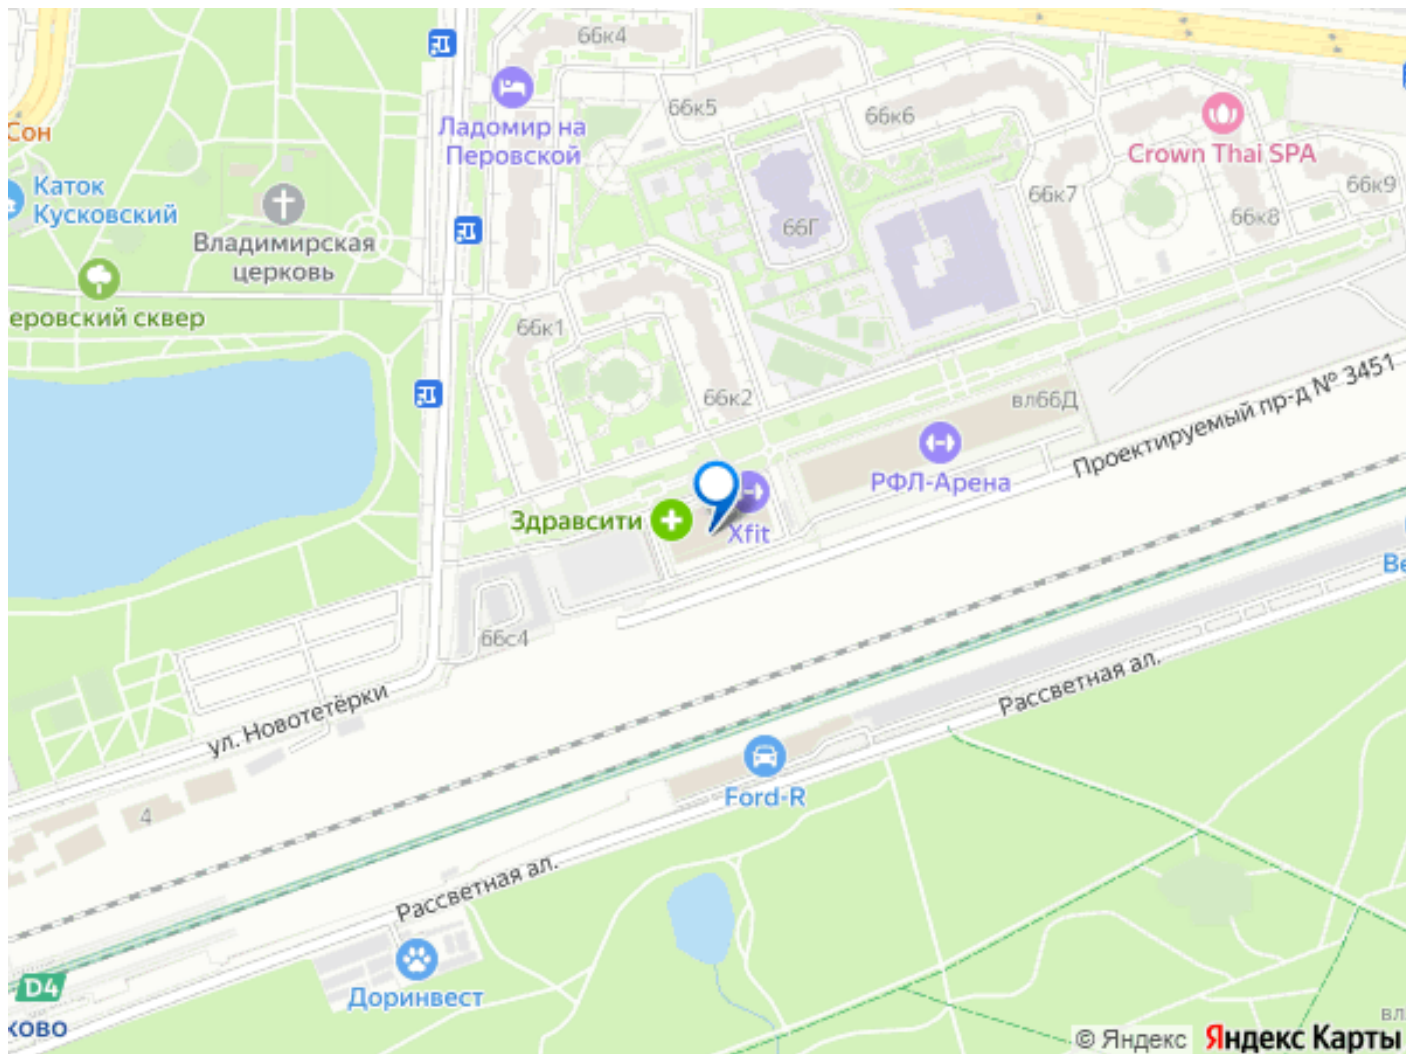 66к4
Сон
Ладомир на
Перовской
66к5
66к6
Crown Thai SPA
Каток
Кусковский
66к7
66к9
66к8
66Г
Владимирская
церковь
еровский сквер
66к1
66к2
вл66Д
Проектируемый пр-д № 3451
РФЛ-Арена
Здравсити
Xfit
Ве
66с4
Рассветная ал.
ул. Новотетёрки
Ford-R
4
Рассветная ал.
D4
Доринвест
ково
вл
© Яндекс
Яндекс Карты